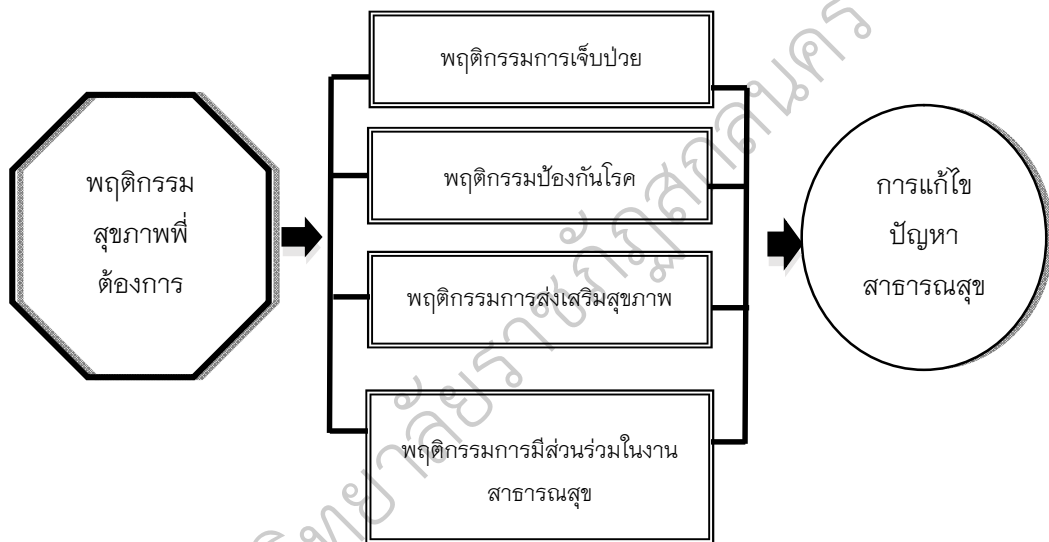 พฤติกรรม
สุขภาพพี่
ต้องการ
พฤติกรรมการเจ็บป่วย
พฤติกรรมป้องกันโรค
พฤติกรรมการส่งเสริมสุขภาพ
พฤติกรรมการมีส่วนร่วมในงาน
สาธารณสุข
การแก้ไข
ปัญหา
สาธารณสุข